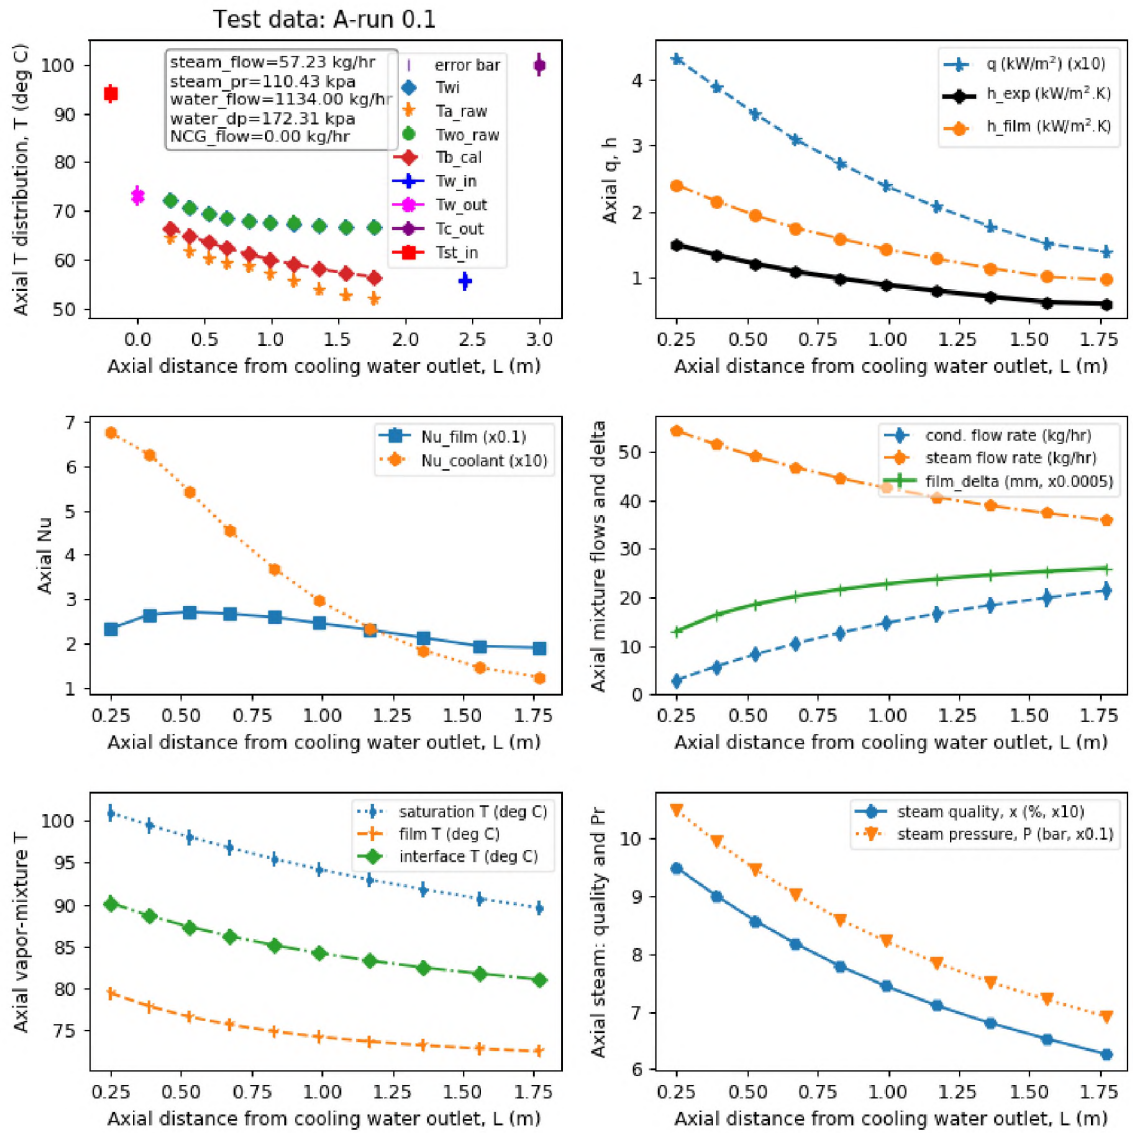 Test data: A-run 0.1
Axial T distribution, T (deg C)
100
90
80
70
60
50
steam_flow=57.23 kg/hr
steam_pr=110.43 kpa
water_flow=1134.00 kg/hr
water_dp=172.31 kpa
NCG_flow=0.00 kg/hr
error bar
Twi
Ta_raw
Two_raw
Tb_cal
Tw_in
Tw_out
Tc_out
Tst_in
0.0 0.5 1.0 1.5 2.0 2.5 3.0
Axial distance from cooling water outlet, L (m)
Axial q, h
4
3
2
1
q (kW/m²) (x10)
h_exp (kW/m².K)
h_film (kW/m².K)
0.25 0.50 0.75 1.00 1.25 1.50 1.75
Axial distance from cooling water outlet, L (m)
Axial Nu
7
6
5
4
3
2
1
Nu_film (x0.1)
Nu_coolant (x10)
0.25 0.50 0.75 1.00 1.25 1.50 1.75
Axial distance from cooling water outlet, L (m)
Axial mixture flows and delta
50
40
30
20
10
0
cond. flow rate (kg/hr)
steam flow rate (kg/hr)
film_delta (mm, x0.0005)
0.25 0.50 0.75 1.00 1.25 1.50 1.75
Axial distance from cooling water outlet, L (m)
Axial vapor-mixture T
100
95
90
85
80
75
saturation T (deg C)
film T (deg C)
interface T (deg C)
0.25 0.50 0.75 1.00 1.25 1.50 1.75
Axial distance from cooling water outlet, L (m)
Axial steam: quality and Pr
10
9
8
7
6
steam quality, x (%, x10)
steam pressure, P (bar, x0.1)
0.25 0.50 0.75 1.00 1.25 1.50 1.75
Axial distance from cooling water outlet, L (m)